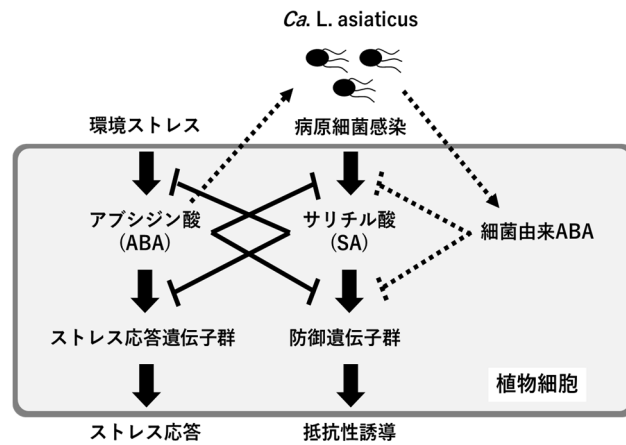 Ca. L. asiaticus
環境ストレス
病原細菌感染
アブシジン酸
(ABA)
サリチル酸
(SA)
細菌由来ABA
ストレス応答遺伝子群
防御遺伝子群
植物細胞
ストレス応答
抵抗性誘導